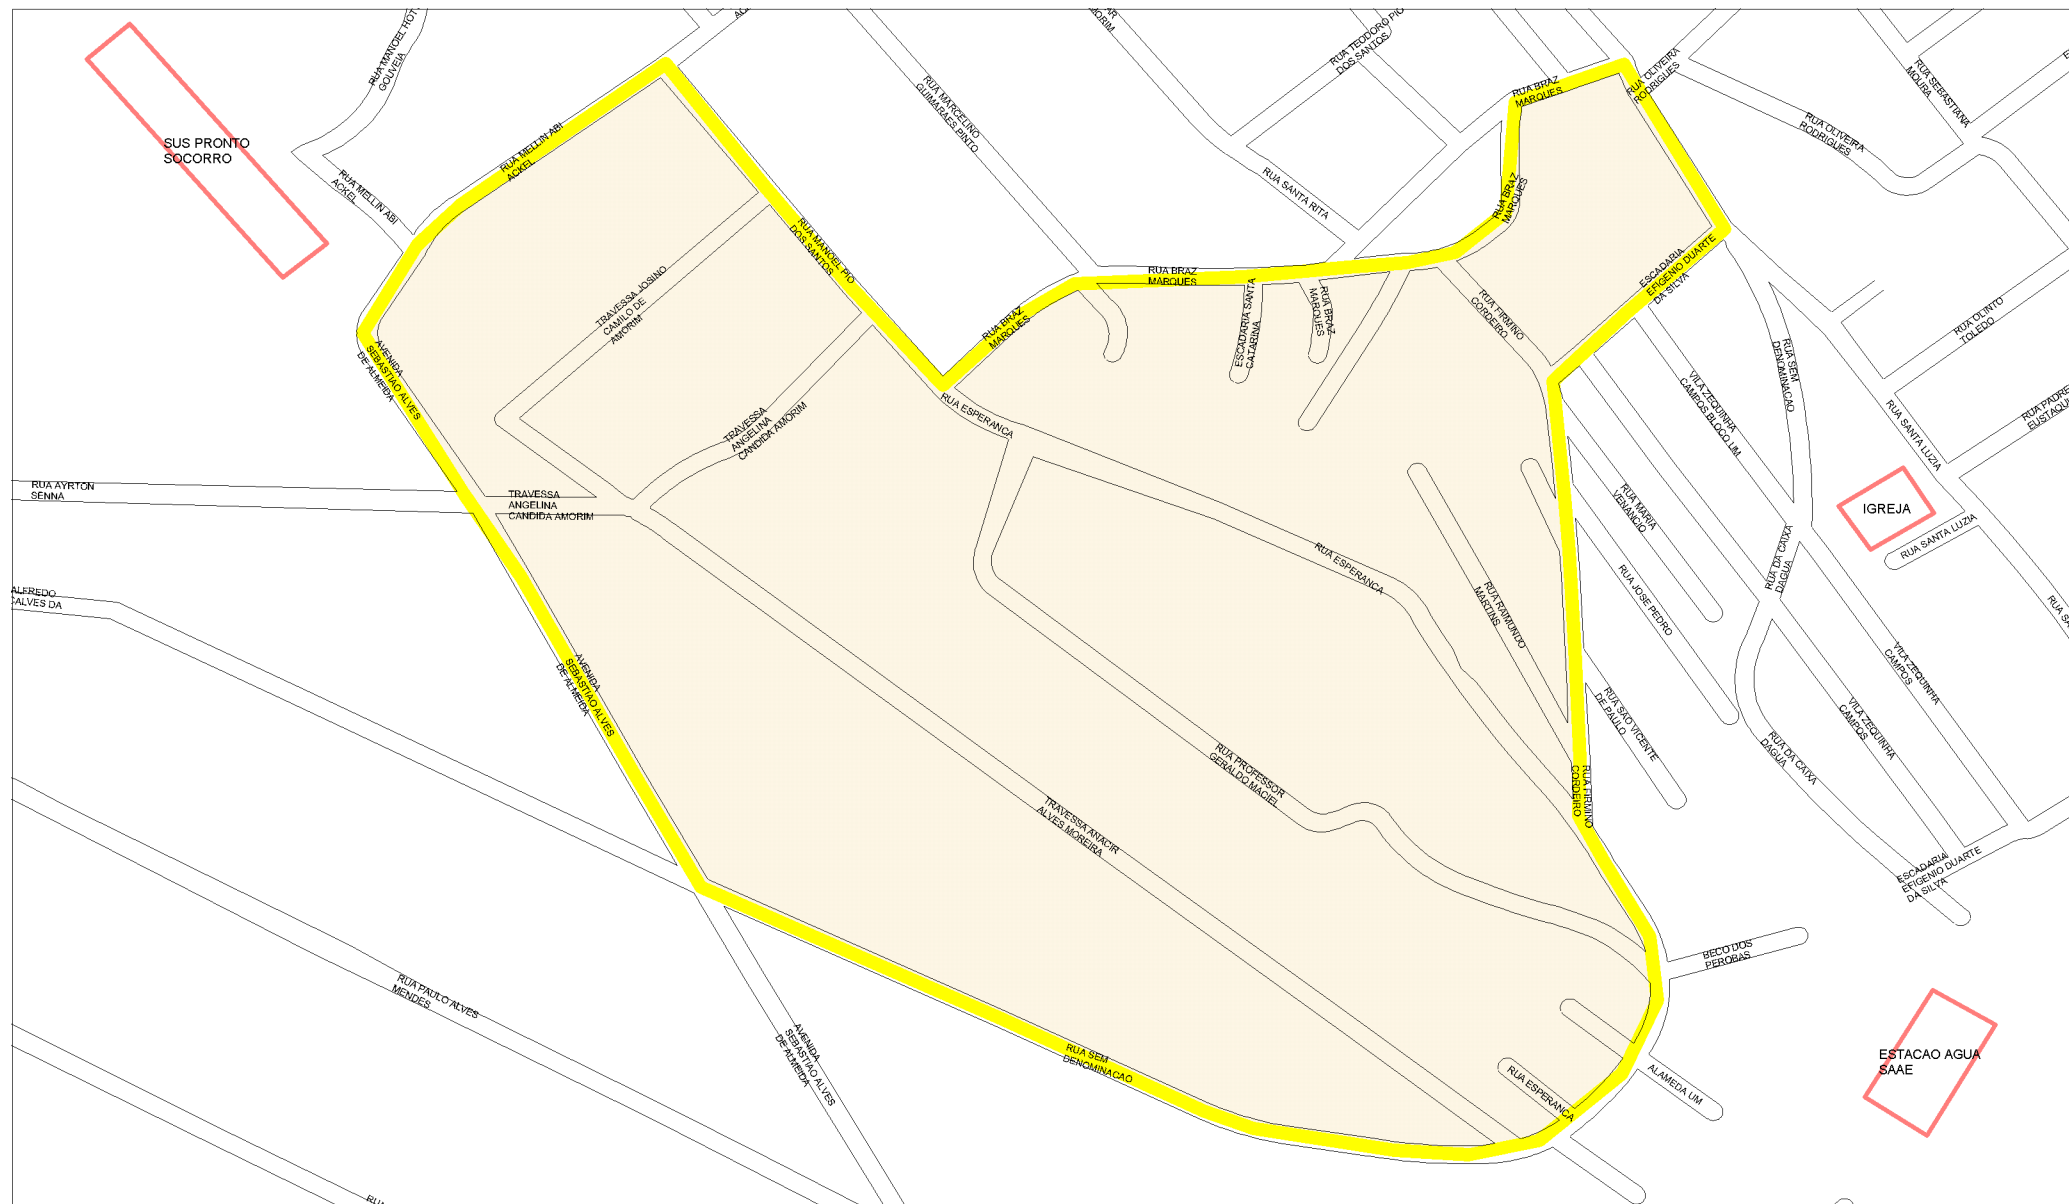 RUA MANOEL
GOUVEIA
RUA TEODORO PIO
DOS SANTOS
RUA OLIVEIRA
RODRIGUES
RUA SEBASTIANA
MOURA
RUA BRAZ
MARQUES
RUA MARCELINO
GUIMARAES PINTO
RUA OLIVEIRA
RODRIGUES
SUS PRONTO
SOCORRO
RUA MELLIN ABI
ACKEL
RUA MELLIN ABI
ACKEL
RUA SANTA RITA
RUA BRAZ
MARQUES
RUA MANOEL PIO
DOS SANTOS
ESCADARIA
EFIGENIO DUARTE
DA SILVA
RUA BRAZ
MARQUES
TRAVESSA JOSINO
CAMILO DE
AMORIM
RUA BRAZ
MARQUES
ESCADARIA SANTA
CATARINA
RUA BRAZ
MARQUES
RUA FIRMINO
CORDEIRO
RUA OLINTO
TOLEDO
AVENIDA
SEBASTIAO ALVES
DE ALMEIDA
RUA SEM
DENOMINACAO
VILA ZEQUINHA
CAMPOS BLOCO UM
RUA ESPERANCA
TRAVESSA
ANGELINA
CANDIDA AMORIM
RUA SANTA LUZIA
RUA PADRE
RUA AYRTON
SENNA
TRAVESSA
ANGELINA
CANDIDA AMORIM
RUA MARIA
VENANCIO
IGREJA
RUA SANTA LUZIA
RUA ESPERANCA
RUA DA CAIXA
DAGUA
ALFREDO
CALVES DA
RUA RAIMUNDO
MARTINS
RUA JOSE PEDRO
AVENIDA
SEBASTIAO ALVES
DE ALMEIDA
RUA SAO VICENTE
DE PAULO
VILA ZEQUINHA
CAMPOS
VILA ZEQUINHA
CAMPOS
RUA DA CAIXA
DAGUA
RUA PROFESSOR
GERALDO MACIEL
RUA FIRMINO
CORDEIRO
TRAVESSA ANACIR
ALVES MOREIRA
ESCADARIA
EFIGENIO DUARTE
DA SILVA
BECO DOS
PEROBAS
RUA PAULO ALVES
MENDES
AVENIDA
SEBASTIAO ALVES
DE ALMEIDA
RUA SEM
DENOMINACAO
RUA ESPERANCA
ALAMEDA UM
ESTACAO AGUA
SAAE